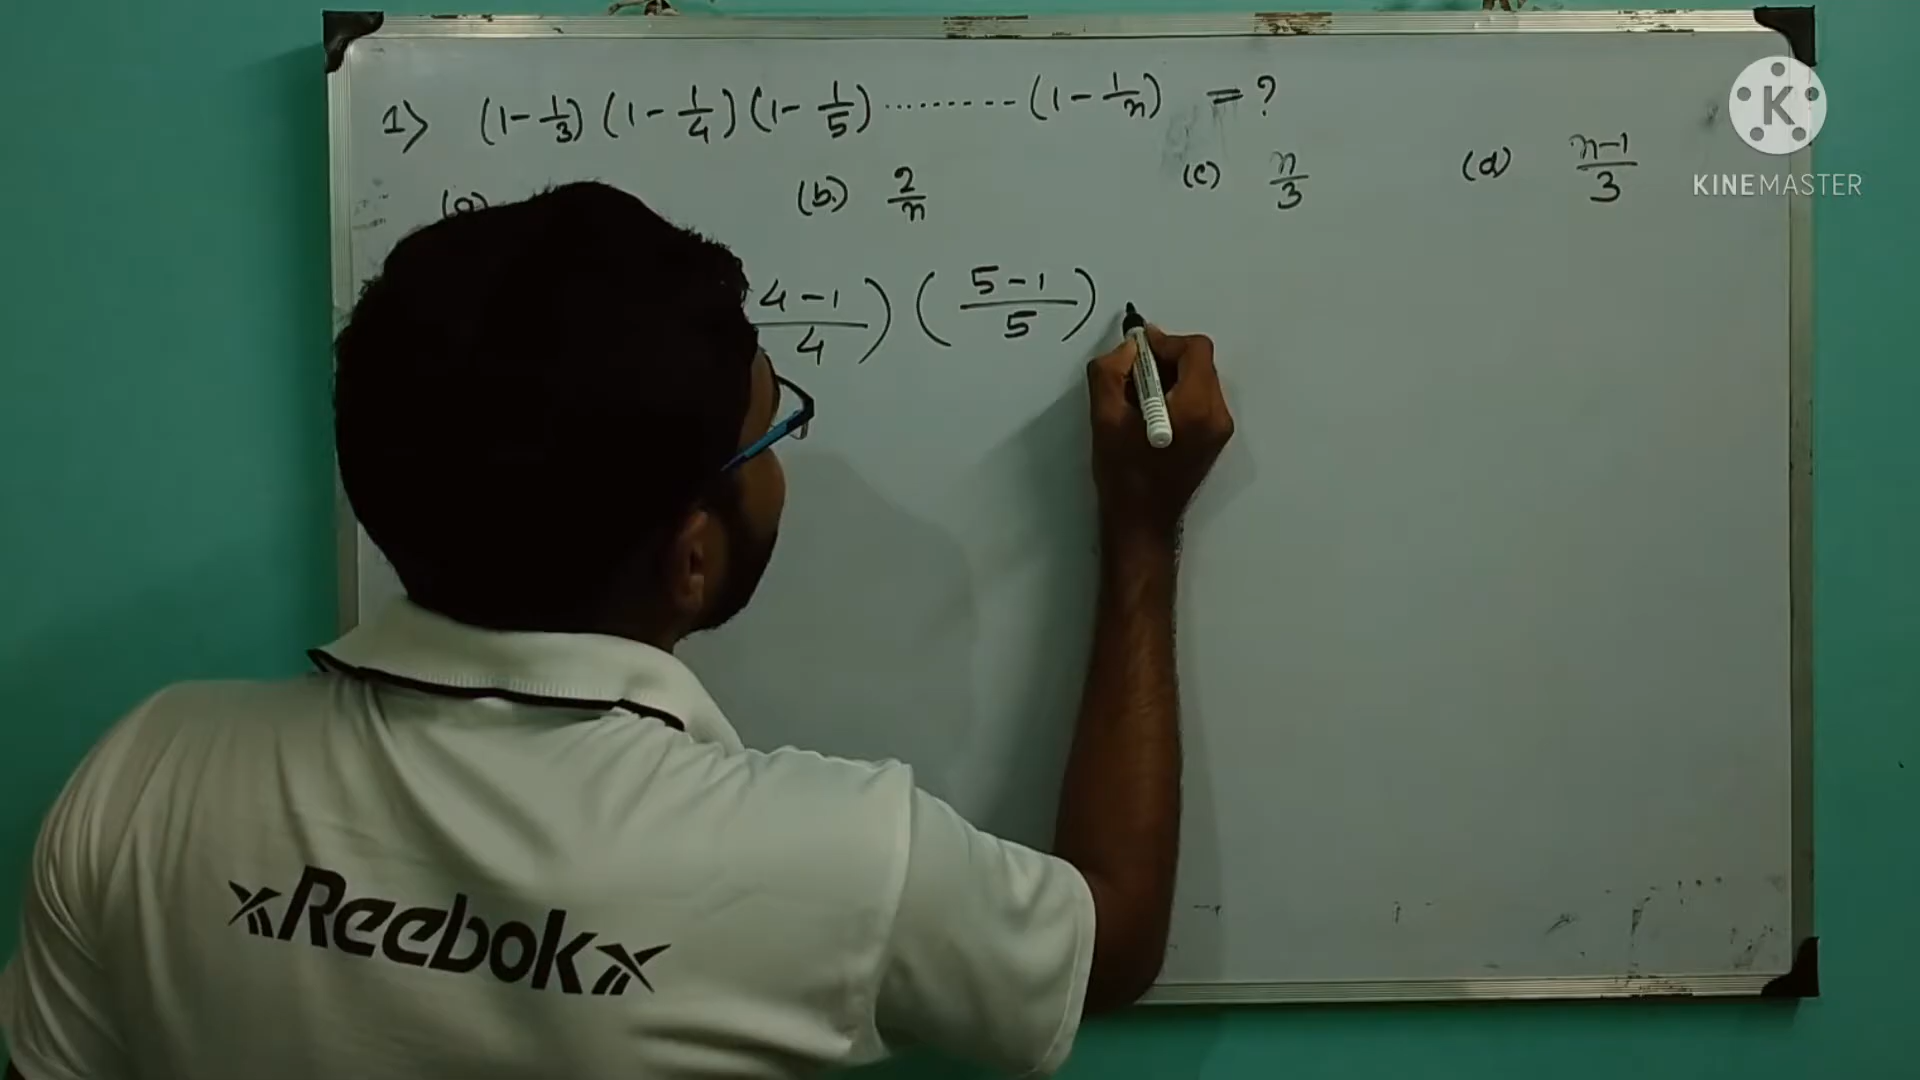 1> (1-1/3) (1-1/4) (1-1/5) ......... (1-1/n) = ?
(a) (b) 2/n (c) n/3 (d) n-1/3
4-1/4) (5-1/5)
KINEMASTER
Reebok